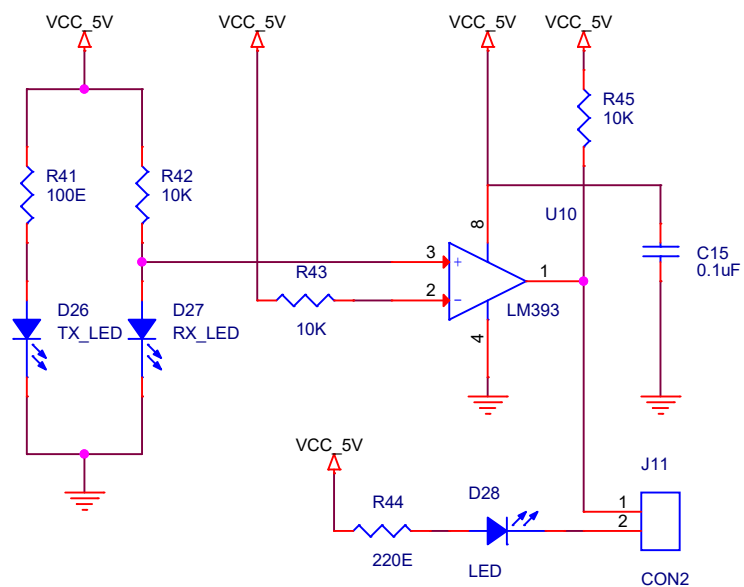 VCC_5V
VCC_5V
VCC_5V
VCC_5V
R41
100E
R42
10K
R45
10K
U10
8
C15
0.1uF
3
+
1
R43
10K
2
−
LM393
4
D26
TX_LED
D27
RX_LED
VCC_5V
R44
220E
D28
LED
J11
1
2
CON2